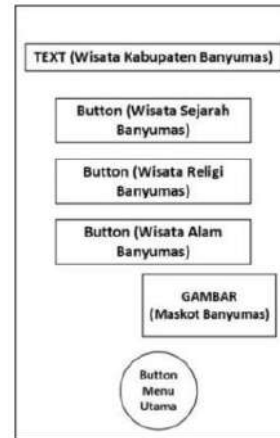 TEXT (Wisata Kabupaten Banyumas)
Button (Wisata Sejarah
Banyumas)
Button (Wisata Religi
Banyumas)
Button (Wisata Alam
Banyumas)
GAMBAR
(Maskot Banyumas)
Button
Menu
Utama